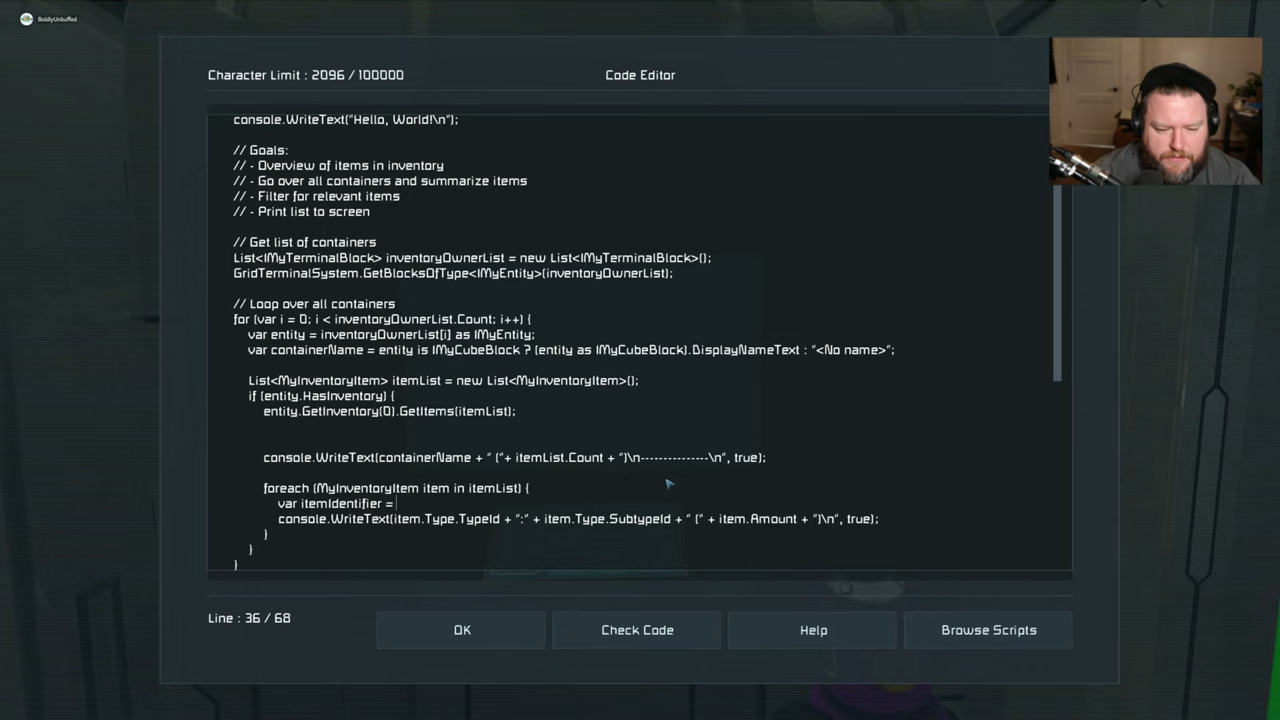 BoldlyUnbuffed
Character Limit : 2096 / 100000
Code Editor
console.WriteText("Hello, World!\n");
// Goals:
// - Overview of items in inventory
// - Go over all containers and summarize items
// - Filter for relevant items
// - Print list to screen
// Get list of containers
List<IMyTerminalBlock> inventoryOwnerList = new List<IMyTerminalBlock>();
GridTerminalSystem.GetBlocksOfType<IMyEntity>(inventoryOwnerList);
// Loop over all containers
for (var i = 0; i < inventoryOwnerList.Count; i++) {
var entity = inventoryOwnerList[i] as IMyEntity;
var containerName = entity is IMyCubeBlock ? (entity as IMyCubeBlock).DisplayNameText : "<No name>";
List<MyInventoryItem> itemList = new List<MyInventoryItem>();
if (entity.HasInventory) {
entity.GetInventory(0).GetItems(itemList);
console.WriteText(containerName + " ("+ itemList.Count + ")\n--------------\n", true);
foreach (MyInventoryItem item in itemList) {
var itemIdentifier =
console.WriteText(item.Type.TypeId + ":" + item.Type.SubtypeId + " (" + item.Amount + ")\n", true);
}
}
}
Line : 36 / 68
OK
Check Code
Help
Browse Scripts